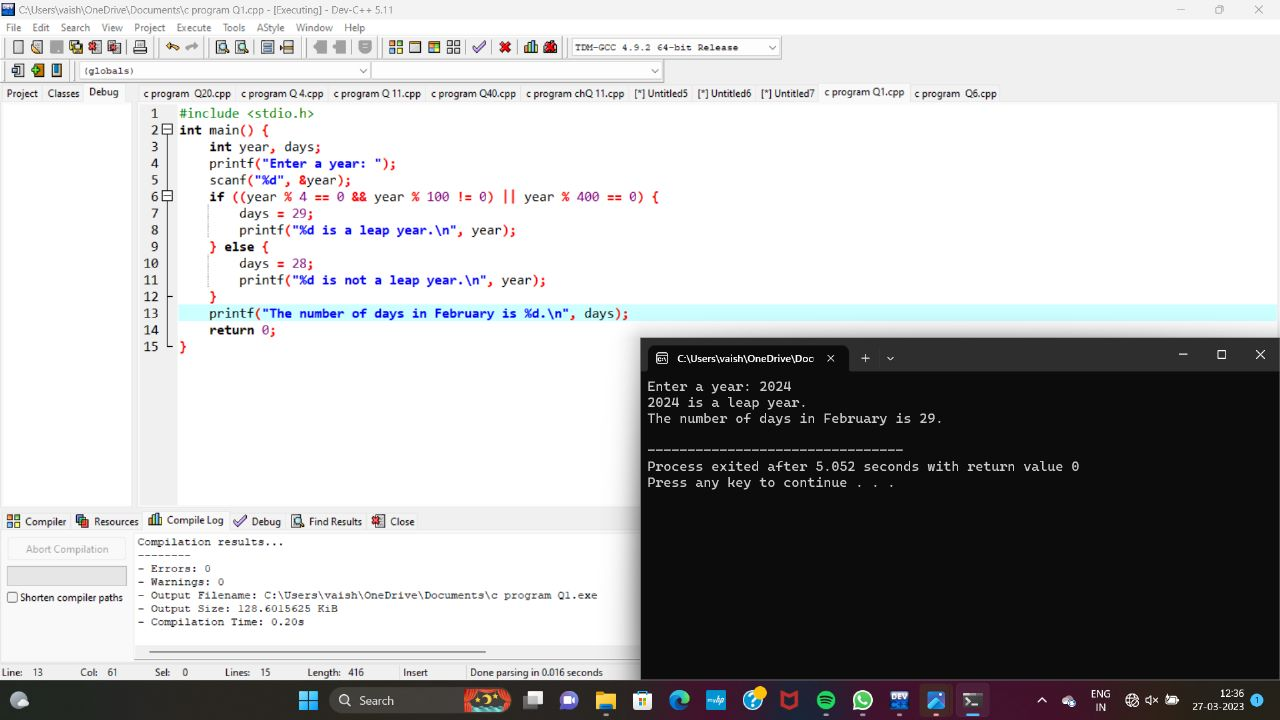 C:\Users\vaish\OneDrive\Documents\c program Q1.cpp - [Executing] - Dev-C++ 5.11
File Edit Search View Project Execute Tools AStyle Window Help
TDM-GCC 4.9.2 64-bit Release
(globals)
Project Classes Debug
c program Q20.cpp c program Q 4.cpp c program Q 11.cpp c program Q40.cpp c program chQ 11.cpp [*] Untitled5 [*] Untitled6 [*] Untitled7 c program Q1.cpp c program Q6.cpp
1 #include <stdio.h>
2 int main() {
3 int year, days;
4 printf("Enter a year: ");
5 scanf("%d", &year);
6 if ((year % 4 == 0 && year % 100 != 0) || year % 400 == 0) {
7 days = 29;
8 printf("%d is a leap year.\n", year);
9 } else {
10 days = 28;
11 printf("%d is not a leap year.\n", year);
12 }
13 printf("The number of days in February is %d.\n", days);
14 return 0;
15 }
C:\Users\vaish\OneDrive\Doc
Enter a year: 2024
2024 is a leap year.
The number of days in February is 29.
--------------------------------
Process exited after 5.052 seconds with return value 0
Press any key to continue . . .
Compiler Resources Compile Log Debug Find Results Close
Abort Compilation
Shorten compiler paths
Compilation results...
--------
- Errors: 0
- Warnings: 0
- Output Filename: C:\Users\vaish\OneDrive\Documents\c program Q1.exe
- Output Size: 128.6015625 KiB
- Compilation Time: 0.20s
Line: 13 Col: 61 Sel: 0 Lines: 15 Length: 416 Insert Done parsing in 0.016 seconds
Search
DEV
ENG
IN
12:36
27-03-2023
1